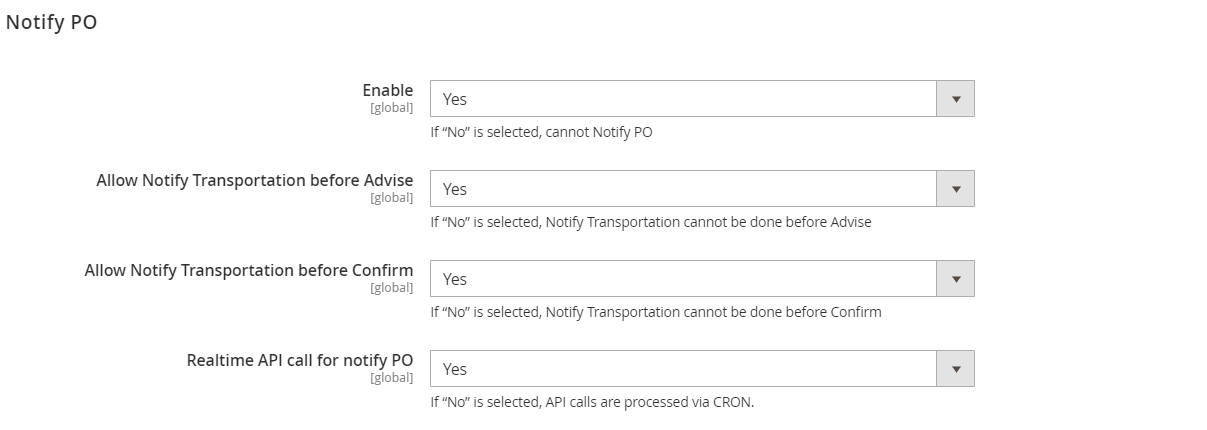 Notify PO
Enable
[global]
Yes
If “No” is selected, cannot Notify PO
Allow Notify Transportation before Advise
[global]
Yes
If “No” is selected, Notify Transportation cannot be done before Advise
Allow Notify Transportation before Confirm
[global]
Yes
If “No” is selected, Notify Transportation cannot be done before Confirm
Realtime API call for notify PO
[global]
Yes
If “No” is selected, API calls are processed via CRON.